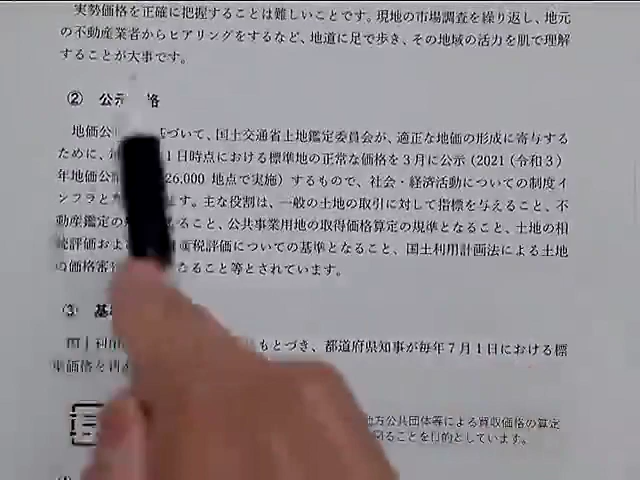 実勢価格を正確に把握することは難しいことです。現地の市場調査を繰り返し、地元
の不動産業者からヒアリングをするなど、地道に足で歩き、その地域の活力を肌で理解
することが大事です。
② 公示 格
地価公 づいて、国土交通省土地鑑定委員会が、適正な地価の形成に寄与する
ために、 1日時点における標準地の正常な価格を3月に公示(2021(令和3)
年地価公 26,000 地点で実施)するもので、社会・経済活動についての制度イ
ンフラと ます。主な役割は、一般の土地の取引に対して指標を与えること、不
動産鑑定の えること、公共事業用地の取得価格算定の規準となること、土地の相
続評価およ 税評価についての基準となること、国土利用計画法による土地
の価格審 なること等とされています。
③ 基
もとづき、都道府県知事が毎年7月1日における標
地方公共団体等による買収価格の算定
ることを目的としています。